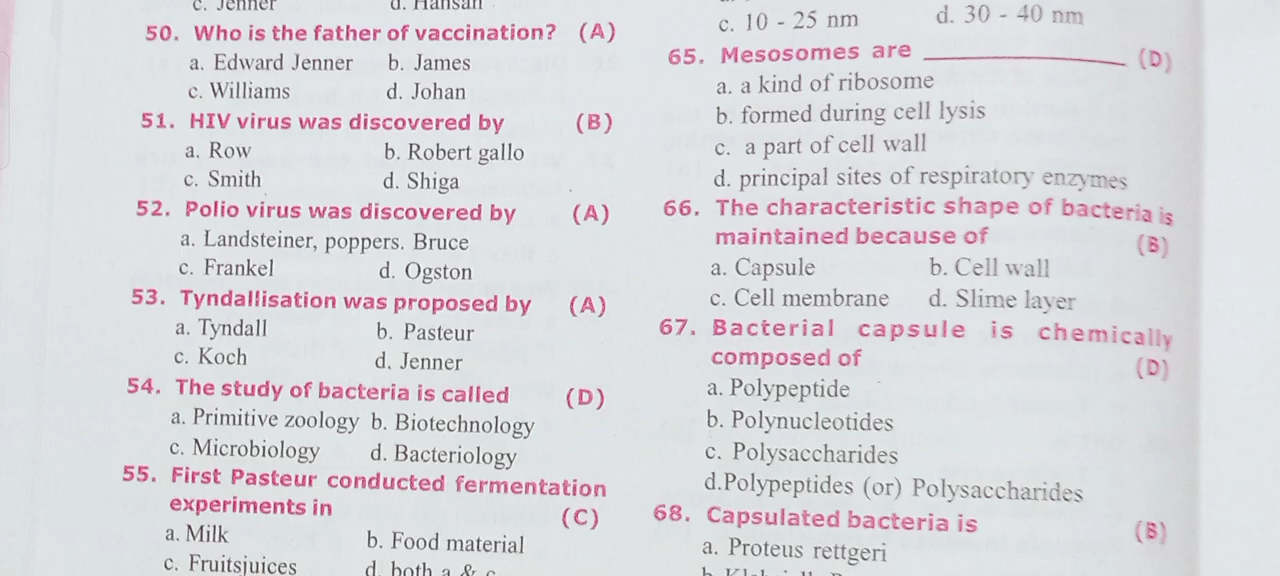 c. Jenner d. Hansan
50. Who is the father of vaccination? (A)
a. Edward Jenner b. James
c. Williams d. Johan
51. HIV virus was discovered by (B)
a. Row b. Robert gallo
c. Smith d. Shiga
52. Polio virus was discovered by (A)
a. Landsteiner, poppers. Bruce
c. Frankel d. Ogston
53. Tyndallisation was proposed by (A)
a. Tyndall b. Pasteur
c. Koch d. Jenner
54. The study of bacteria is called (D)
a. Primitive zoology b. Biotechnology
c. Microbiology d. Bacteriology
55. First Pasteur conducted fermentation
experiments in (C)
a. Milk b. Food material
c. Fruitsjuices d. both a & c
c. 10 - 25 nm d. 30 - 40 nm
65. Mesosomes are ____________ (D)
a. a kind of ribosome
b. formed during cell lysis
c. a part of cell wall
d. principal sites of respiratory enzymes
66. The characteristic shape of bacteria is
maintained because of (B)
a. Capsule b. Cell wall
c. Cell membrane d. Slime layer
67. Bacterial capsule is chemically
composed of (D)
a. Polypeptide
b. Polynucleotides
c. Polysaccharides
d.Polypeptides (or) Polysaccharides
68. Capsulated bacteria is (B)
a. Proteus rettgeri